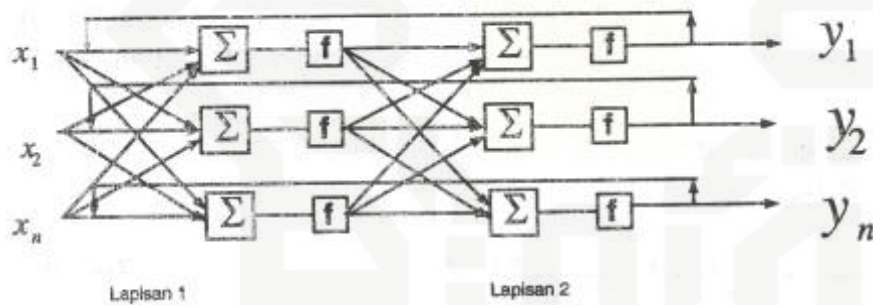 x₁ Σ f Σ f y₁
x₂ Σ f Σ f y₂
xₙ Σ f Σ f yₙ
Lapisan 1 Lapisan 2